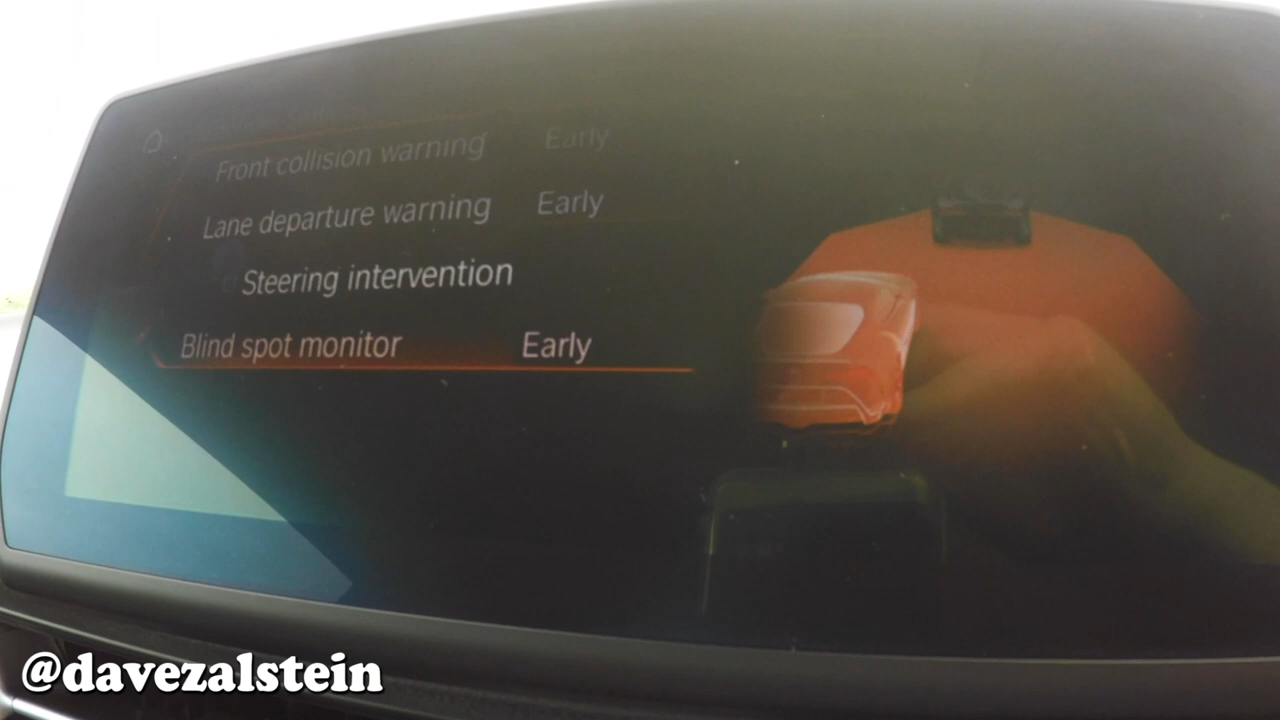 Front collision warning Early
Lane departure warning Early
Steering intervention
Blind spot monitor Early
@davezalstein